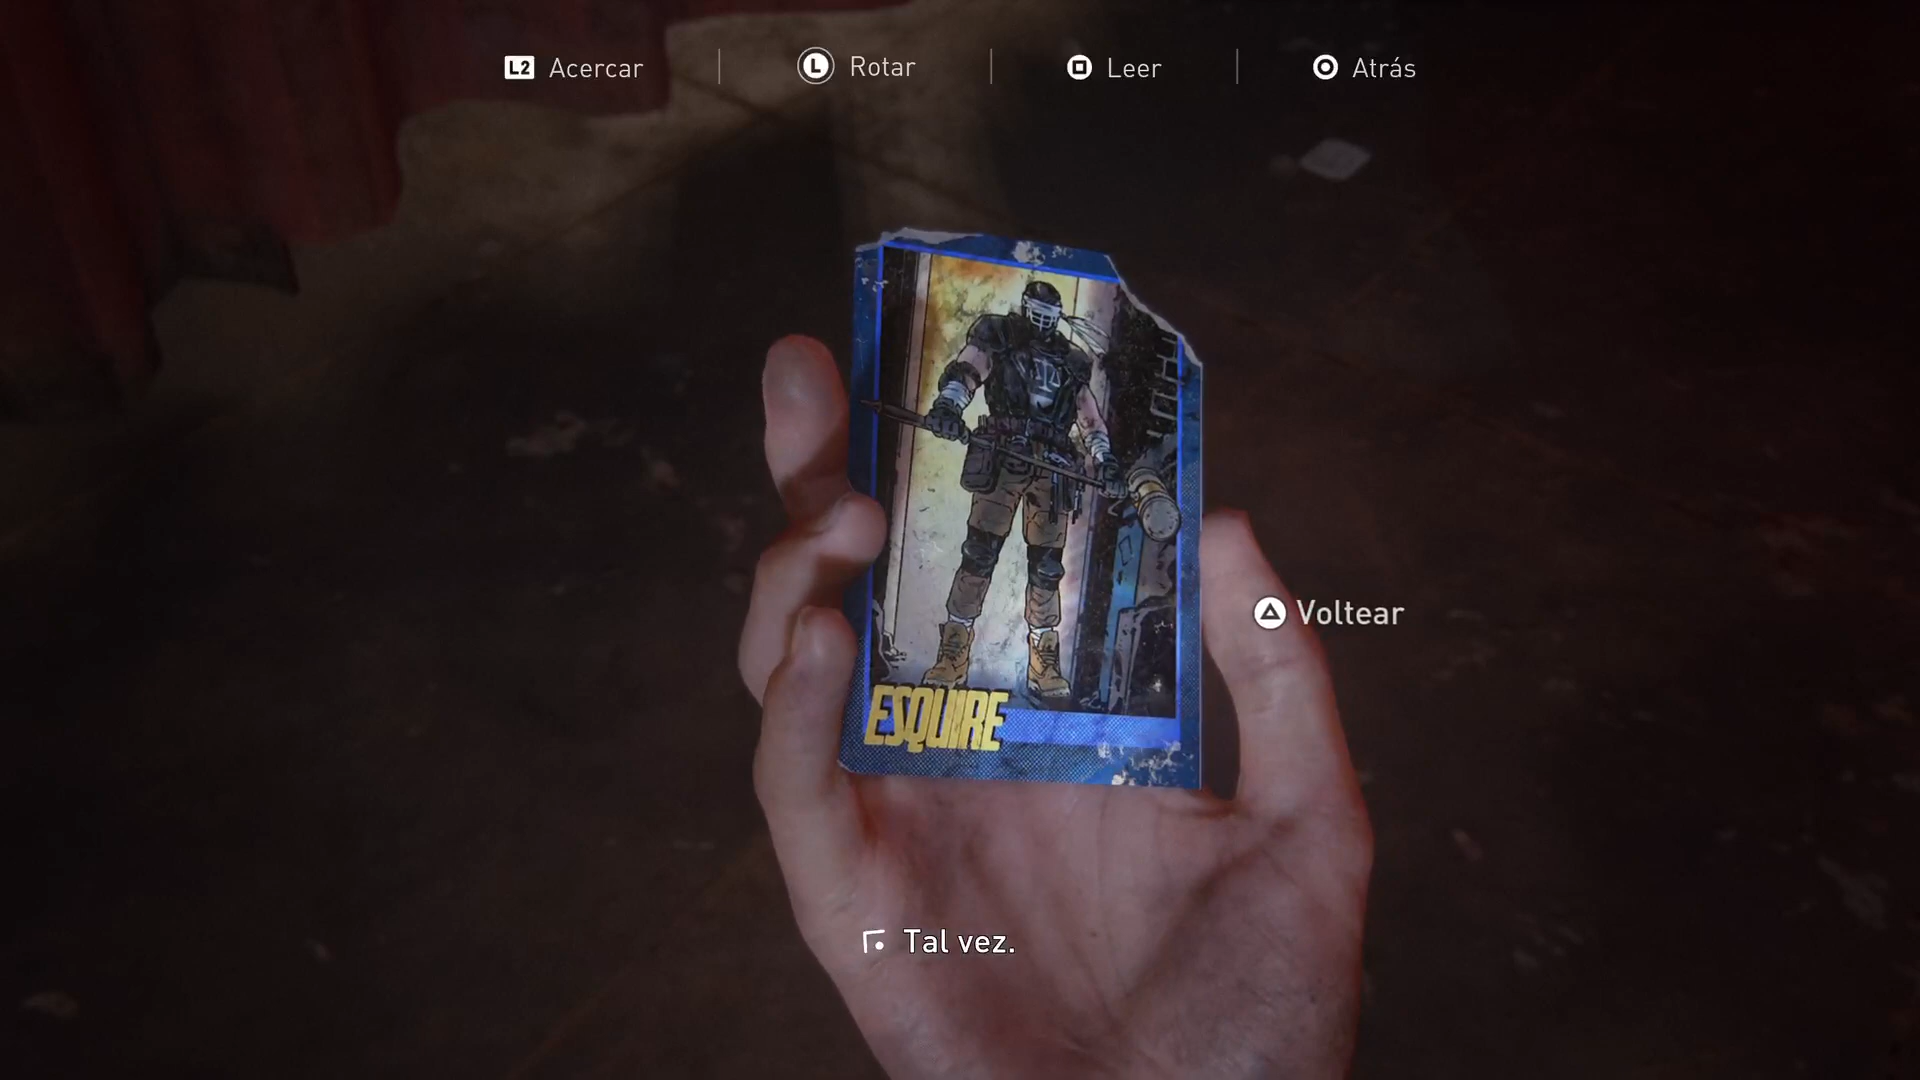 L2 Acercar
L Rotar
Leer
Atrás
ESQUIRE
Voltear
Tal vez.